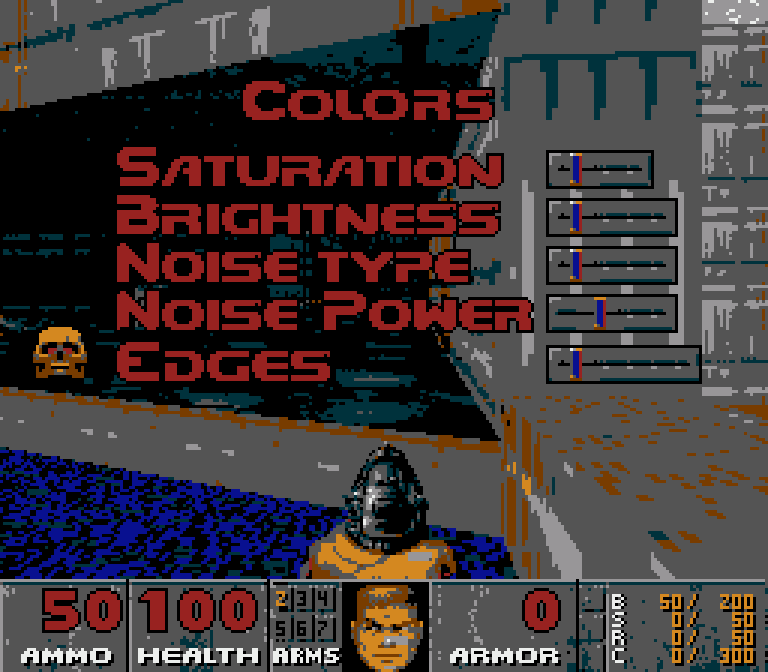 COLORS
SATURATION
BRIGHTNESS
NOISE TYPE
NOISE POWER
EDGES
50 100 2 3 4 0 B 50/ 200
5 6 7 S 0/ 50
R 0/ 50
AMMO HEALTH ARMS ARMOR C 0/ 300